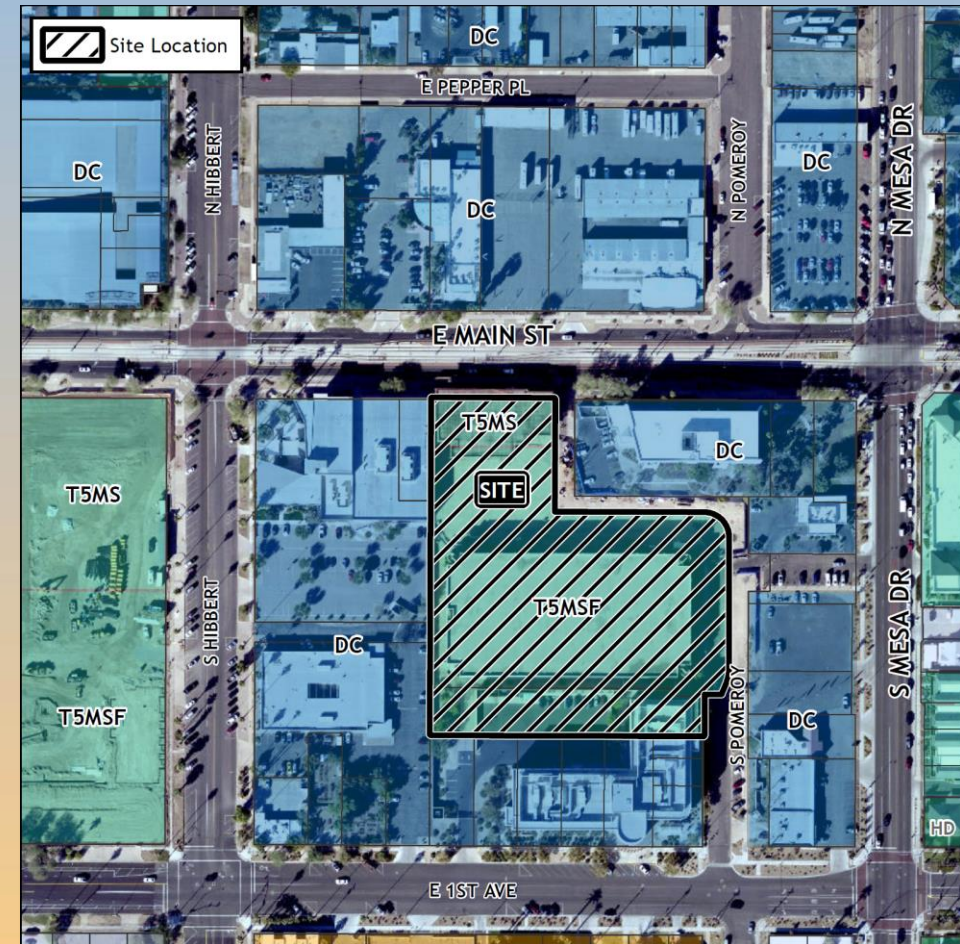 Site Location
DC
E PEPPER PL
DC
N HIBBERT
DC
N POMEROY
DC
N MESA DR
E MAIN ST
T5MS
SITE
DC
T5MS
T5MSF
S HIBBERT
DC
S MESA DR
T5MSF
S POMEROY
DC
HD
E 1ST AVE